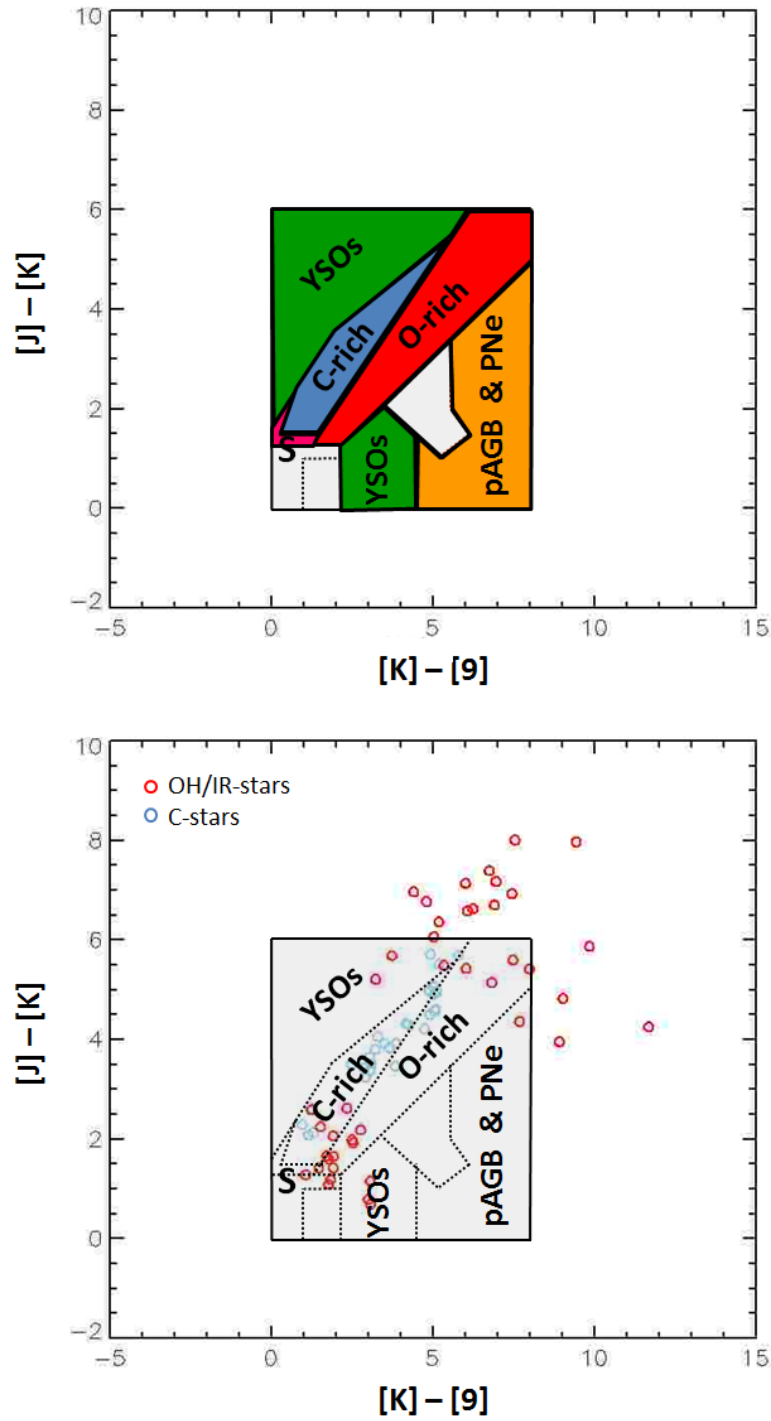 10
8
6
4
2
0
−2
[J] – [K]
YSOs
C-rich
O-rich
S
YSOs
pAGB & PNe
−5 0 5 10 15
[K] – [9]
10
8
6
4
2
0
−2
[J] – [K]
OH/IR-stars
C-stars
YSOs
C-rich
O-rich
S
YSOs
pAGB & PNe
−5 0 5 10 15
[K] – [9]